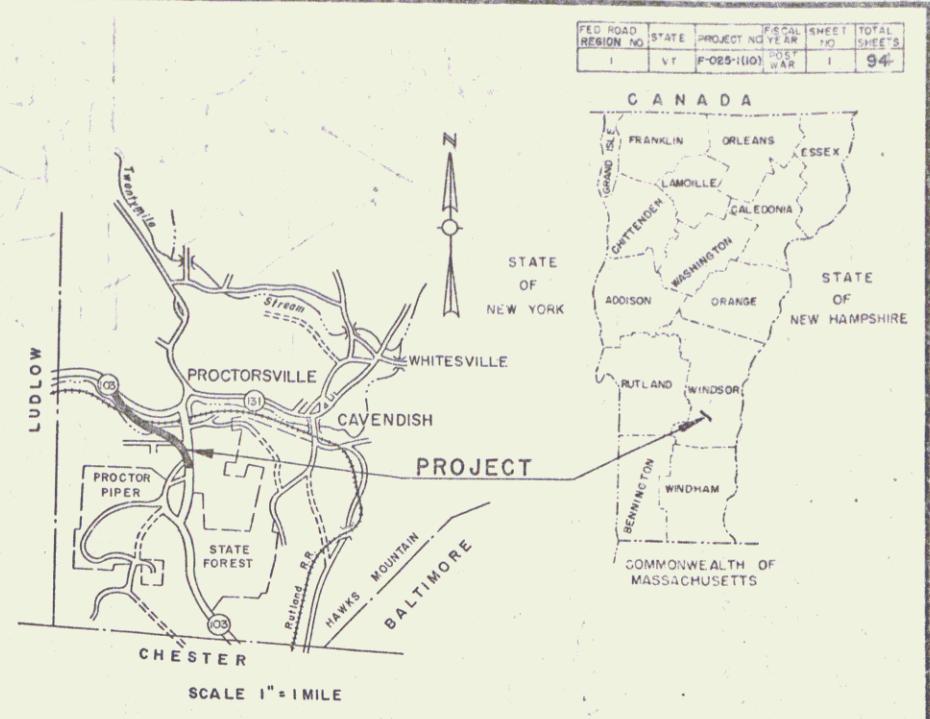 FED ROAD REGION NO
STATE
PROJECT NO
FISCAL YEAR
SHEET NO
TOTAL SHEETS
1
VT
F-025-1(10)
POST WAR
1
94
CANADA
GRAND ISLE
FRANKLIN
ORLEANS
ESSEX
LAMOILLE
CALEDONIA
CHITTENDEN
WASHINGTON
ADDISON
ORANGE
RUTLAND
WINDSOR
BENNINGTON
WINDHAM
STATE
OF
NEW YORK
STATE
OF
NEW HAMPSHIRE
COMMONWEALTH OF
MASSACHUSETTS
N
Twentymile
Stream
WHITESVILLE
PROCTORSVILLE
LUDLOW
103
131
CAVENDISH
PROJECT
PROCTOR
PIPER
STATE
FOREST
Rutland R.R.
HAWKS MOUNTAIN
BALTIMORE
103
CHESTER
SCALE 1" = 1 MILE